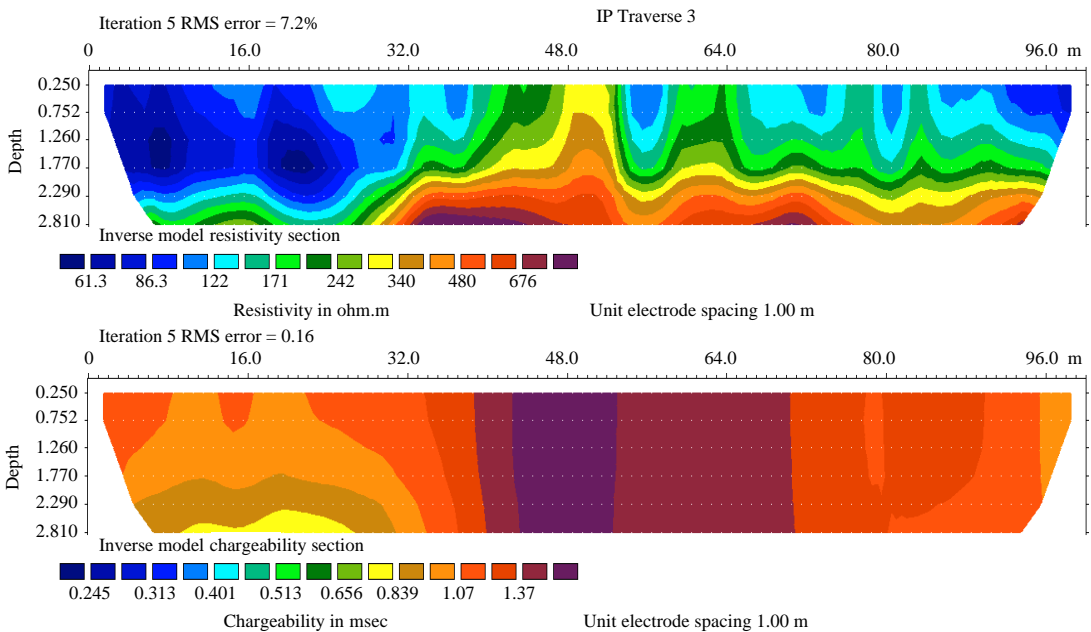 IP Traverse 3
Iteration 5 RMS error = 7.2%
0 16.0 32.0 48.0 64.0 80.0 96.0 m
Depth
0.250
0.752
1.260
1.770
2.290
2.810
Inverse model resistivity section
61.3 86.3 122 171 242 340 480 676
Resistivity in ohm.m Unit electrode spacing 1.00 m
Iteration 5 RMS error = 0.16
0 16.0 32.0 48.0 64.0 80.0 96.0 m
Depth
0.250
0.752
1.260
1.770
2.290
2.810
Inverse model chargeability section
0.245 0.313 0.401 0.513 0.656 0.839 1.07 1.37
Chargeability in msec Unit electrode spacing 1.00 m